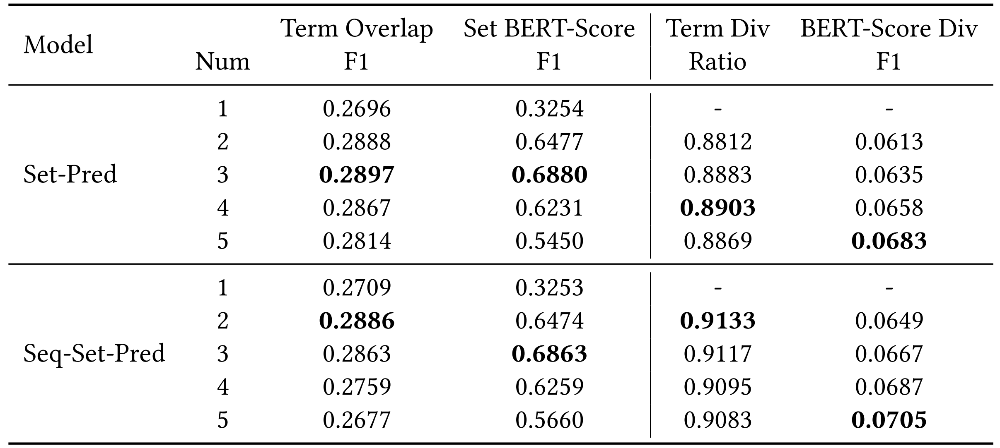 Model Num Term Overlap F1 Set BERT-Score F1 Term Div Ratio BERT-Score Div F1
Set-Pred
1 0.2696 0.3254 - -
2 0.2888 0.6477 0.8812 0.0613
3 0.2897 0.6880 0.8883 0.0635
4 0.2867 0.6231 0.8903 0.0658
5 0.2814 0.5450 0.8869 0.0683
Seq-Set-Pred
1 0.2709 0.3253 - -
2 0.2886 0.6474 0.9133 0.0649
3 0.2863 0.6863 0.9117 0.0667
4 0.2759 0.6259 0.9095 0.0687
5 0.2677 0.5660 0.9083 0.0705